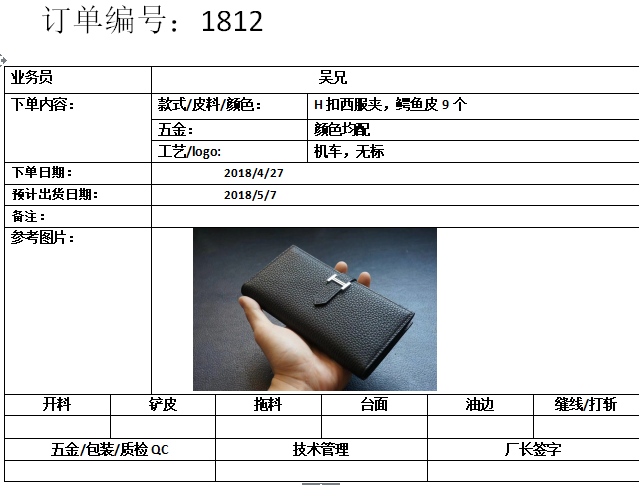 订单编号：1812
业务员 吴兄
下单内容： 款式/皮料/颜色： H扣西服夹，鳄鱼皮9个
五金： 颜色均配
工艺/logo: 机车，无标
下单日期： 2018/4/27
预计出货日期： 2018/5/7
备注：
参考图片：
开料 铲皮 拖料 台面 油边 缝线/打斩
五金/包装/质检QC 技术管理 厂长签字